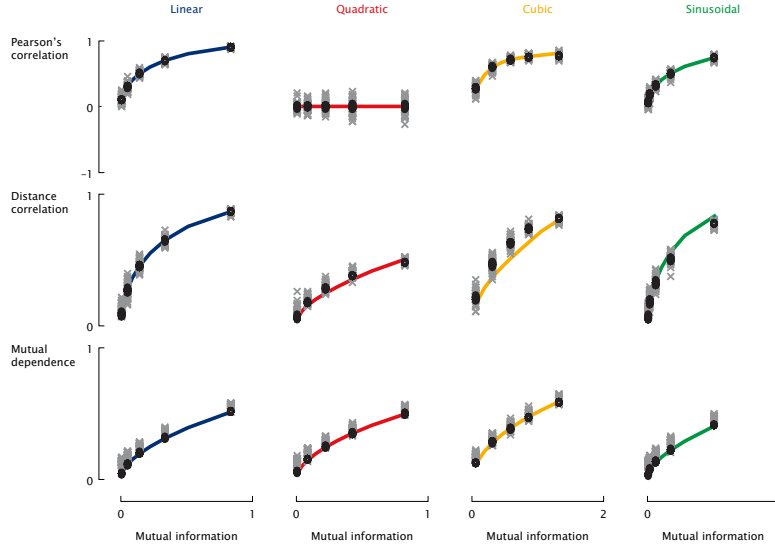 Linear Quadratic Cubic Sinusoidal
Pearson's
correlation
1
0
–1
Distance
correlation
1
0
Mutual
dependence
1
0
0 1 0 1 0 2 0
Mutual information Mutual information Mutual information Mutual information